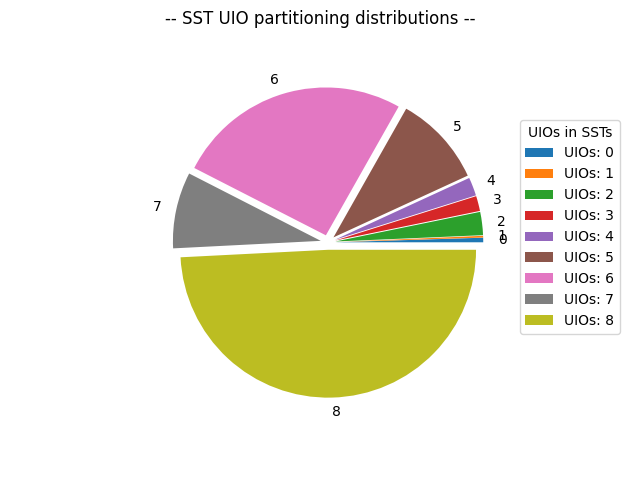 -- SST UIO partitioning distributions --
6
5
7
4
3
2
1
0
8
UIOs in SSTs
UIOs: 0
UIOs: 1
UIOs: 2
UIOs: 3
UIOs: 4
UIOs: 5
UIOs: 6
UIOs: 7
UIOs: 8